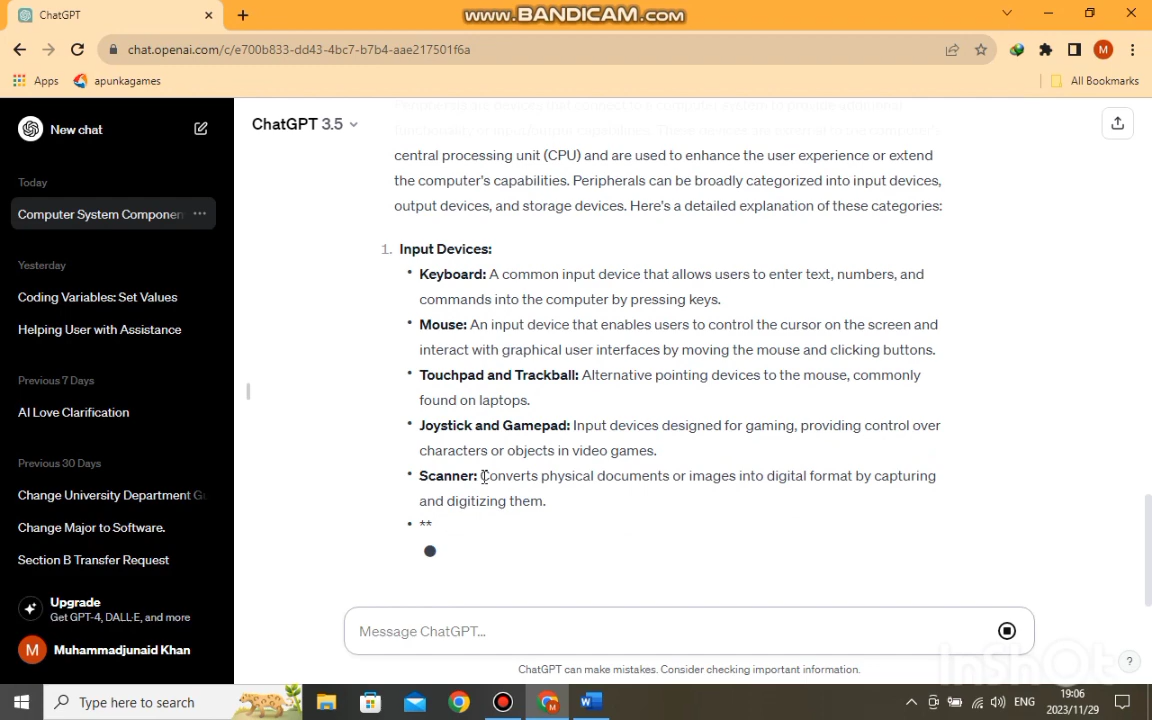 ChatGPT
www.BANDICAM.com
chat.openai.com/c/e700b833-dd43-4bc7-b7b4-aae217501f6a
M
Apps
apunkagames
All Bookmarks
New chat
ChatGPT 3.5
Today
Computer System Componen
Yesterday
Coding Variables: Set Values
Helping User with Assistance
Previous 7 Days
AI Love Clarification
Previous 30 Days
Change University Department G
Change Major to Software.
Section B Transfer Request
Upgrade
Get GPT-4, DALL·E, and more
M
Muhammadjunaid Khan
central processing unit (CPU) and are used to enhance the user experience or extend
the computer's capabilities. Peripherals can be broadly categorized into input devices,
output devices, and storage devices. Here's a detailed explanation of these categories:
1. Input Devices:
• Keyboard: A common input device that allows users to enter text, numbers, and
commands into the computer by pressing keys.
• Mouse: An input device that enables users to control the cursor on the screen and
interact with graphical user interfaces by moving the mouse and clicking buttons.
• Touchpad and Trackball: Alternative pointing devices to the mouse, commonly
found on laptops.
• Joystick and Gamepad: Input devices designed for gaming, providing control over
characters or objects in video games.
• Scanner: Converts physical documents or images into digital format by capturing
and digitizing them.
• **
Message ChatGPT...
ChatGPT can make mistakes. Consider checking important information.
?
InShot
Type here to search
ENG
19:06
2023/11/29